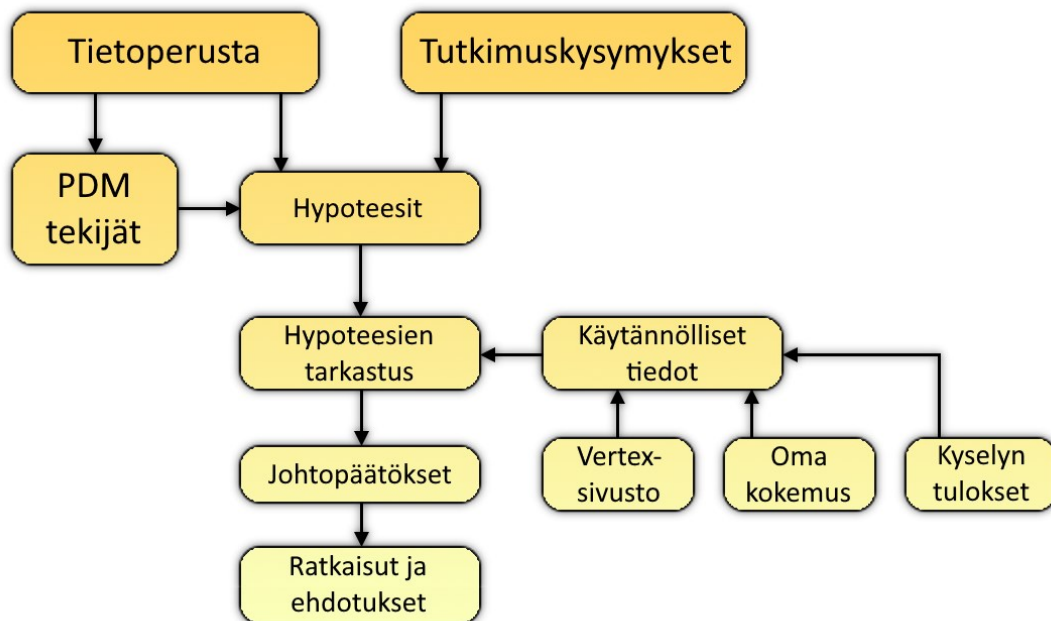 Tietoperusta
Tutkimuskysymykset
PDM
tekijät
Hypoteesit
Hypoteesien
tarkastus
Käytännölliset
tiedot
Vertex-
sivusto
Oma
kokemus
Kyselyn
tulokset
Johtopäätökset
Ratkaisut ja
ehdotukset